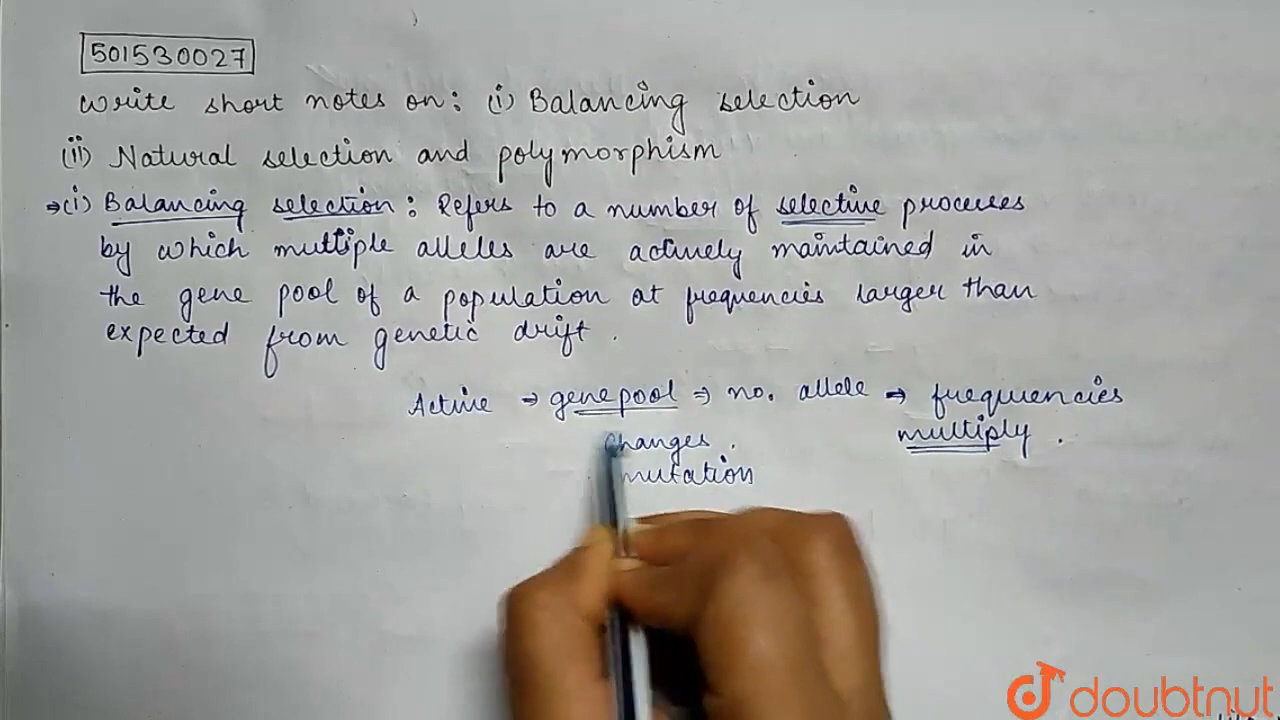 501530027
Write short notes on: (i) Balancing selection
(ii) Natural selection and polymorphism
→(i) Balancing selection: Refers to a number of selective processes
by which multiple alleles are actively maintained in
the gene pool of a population at frequencies larger than
expected from genetic drift.
Active → genepool → no. allele → frequencies
changes. multiply.
mutation
doubtnut